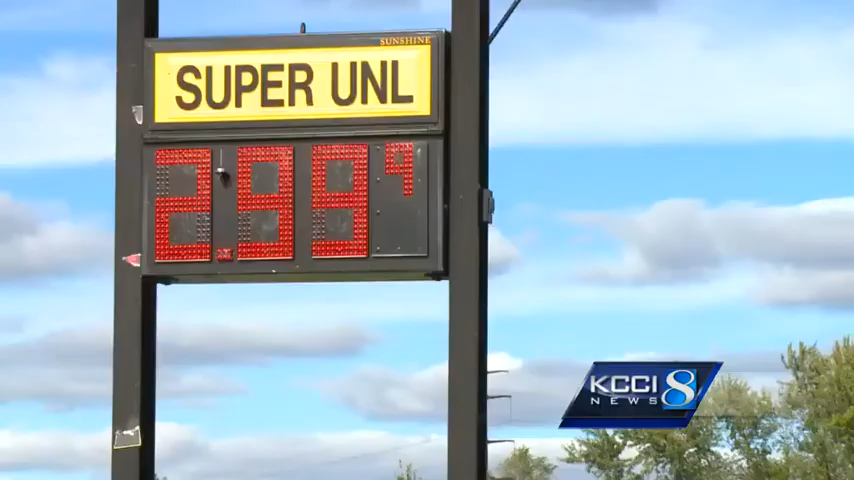 SUNSHINE
SUPER UNL
2.99 9
KCCI 8
NEWS